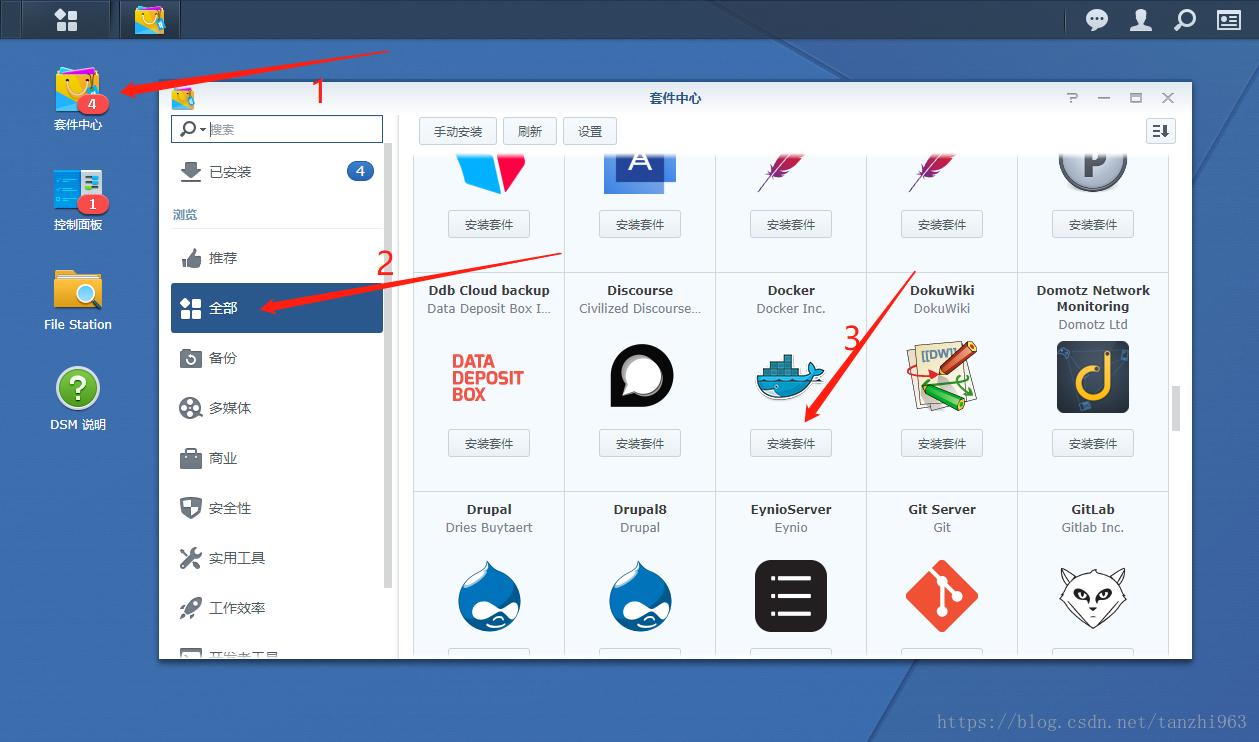 4
套件中心
1
控制面板
File Station
DSM 说明
1
套件中心
搜索
手动安装 刷新 设置
已安装 4
浏览
推荐
2
全部
备份
多媒体
商业
安全性
实用工具
工作效率
开发者工具
A P
安装套件 安装套件 安装套件 安装套件 安装套件
Ddb Cloud backup Discourse Docker DokuWiki Domotz Network
Monitoring
Data Deposit Box I... Civilized Discourse... Docker Inc. DokuWiki Domotz Ltd
3
DATA
DEPOSIT
BOX
[[DW]]
安装套件 安装套件 安装套件 安装套件 安装套件
Drupal Drupal8 EynioServer Git Server GitLab
Dries Buytaert Drupal Eynio Git Gitlab Inc.
https://blog.csdn.net/tanzhi963